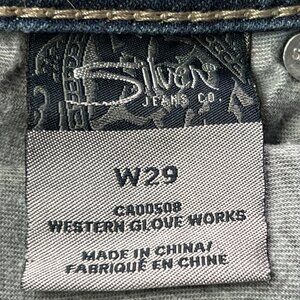 Silver
JEANS CO.
W29
CA00508
WESTERN GLOVE WORKS
MADE IN CHINA/
FABRIQUÉ EN CHINE